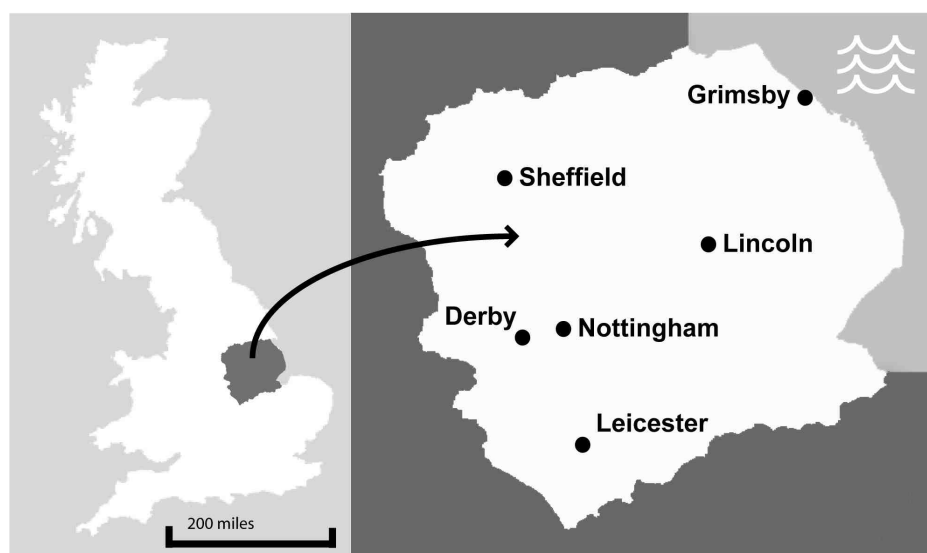 Grimsby
Sheffield
Lincoln
Derby
Nottingham
Leicester
200 miles